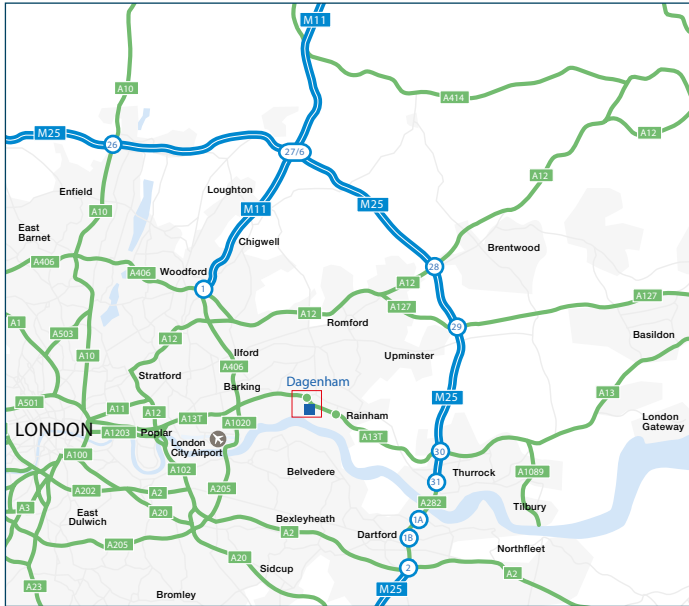 M11
A10
A414
M25
26
27/6
A12
A12
Enfield
Loughton
A10
M11
M25
East
Barnet
Chigwell
Brentwood
A406
A406
Woodford
28
1
A12
A127
A127
A1
A503
A12
A12
Romford
29
Basildon
A10
Ilford
A406
Upminster
Stratford
Barking
Dagenham
M25
A13
A501
A11
A12
A13T
A1020
Rainham
London
Gateway
LONDON
A1203
Poplar
London
City Airport
A13T
A100
30
A102
Belvedere
Thurrock
A1089
31
A202
A2
A205
A282
A3
East
Dulwich
A20
Bexleyheath
1A
Tilbury
A2
Dartford
1B
A205
Northfleet
A20
Sidcup
2
A2
A23
Bromley
M25